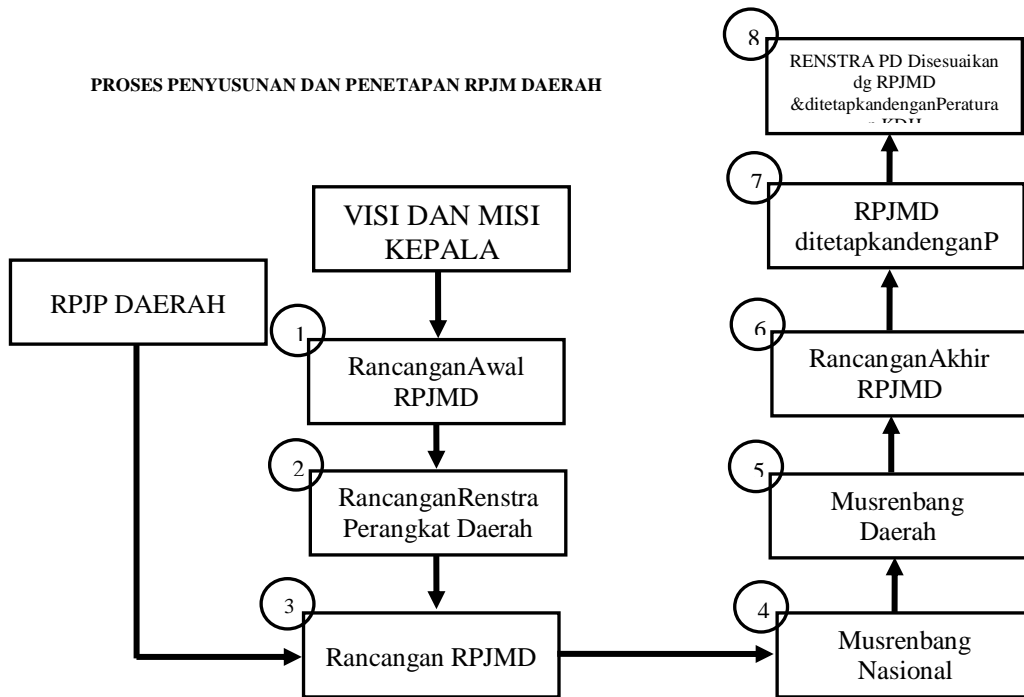 PROSES PENYUSUNAN DAN PENETAPAN RPJM DAERAH
VISI DAN MISI
KEPALA
RPJP DAERAH
1
RancanganAwal
RPJMD
2
RancanganRenstra
Perangkat Daerah
3
Rancangan RPJMD
4
Musrenbang
Nasional
5
Musrenbang
Daerah
6
RancanganAkhir
RPJMD
7
RPJMD
ditetapkandenganP
8
RENSTRA PD Disesuaikan
dg RPJMD
&ditetapkandenganPeratura
n KDH